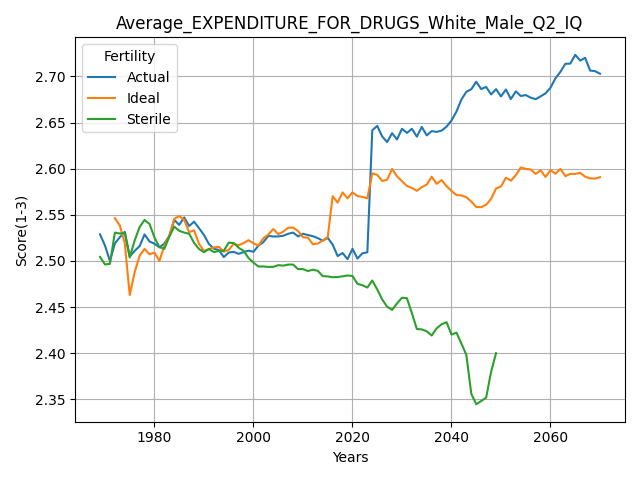 Average_EXPENDITURE_FOR_DRUGS_White_Male_Q2_IQ
Fertility
Actual
Ideal
Sterile
Score(1-3)
2.70
2.65
2.60
2.55
2.50
2.45
2.40
2.35
1980 2000 2020 2040 2060
Years